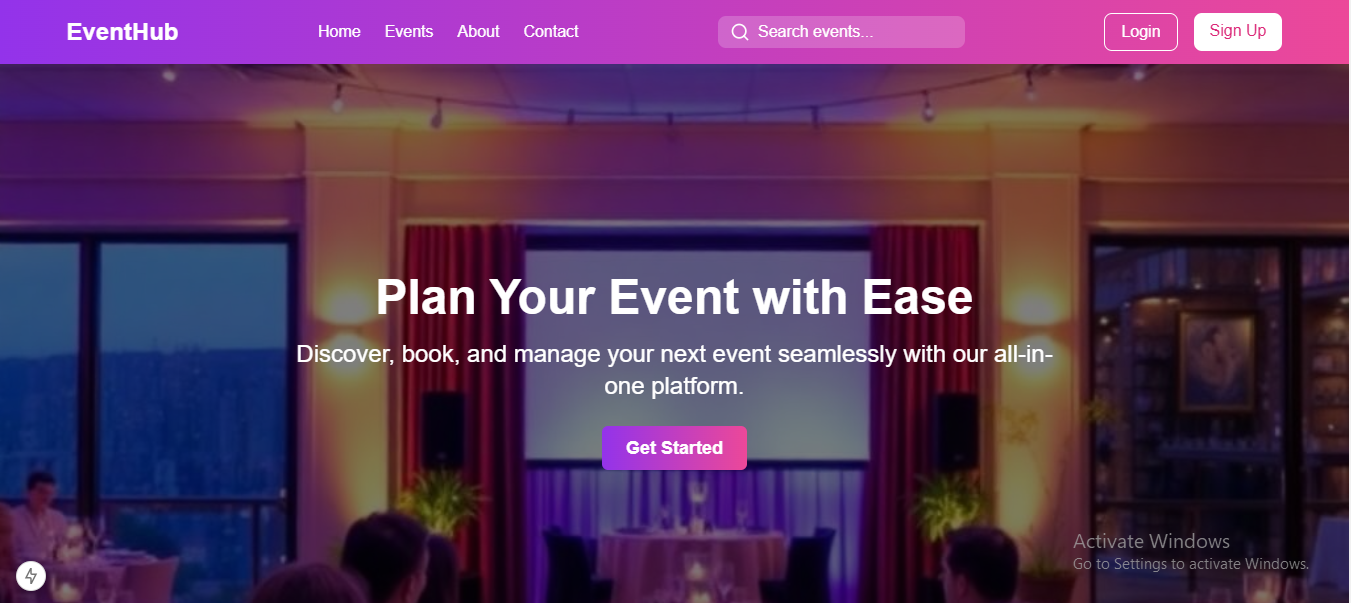 EventHub
Home
Events
About
Contact
Search events...
Login
Sign Up
Plan Your Event with Ease
Discover, book, and manage your next event seamlessly with our all-in-
one platform.
Get Started
Activate Windows
Go to Settings to activate Windows.